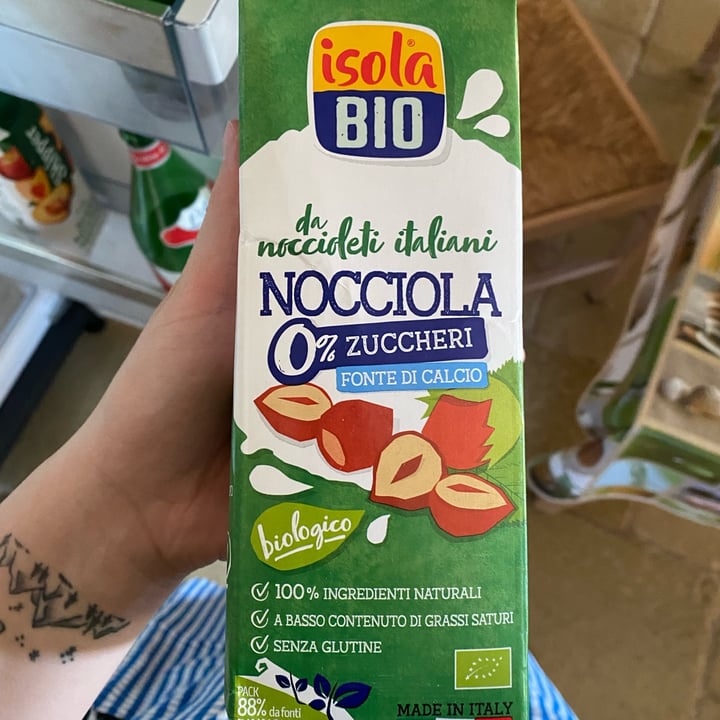 isola®
BIO
da
noccioleti italiani
NOCCIOLA
0% ZUCCHERI
FONTE DI CALCIO
biologico
100% INGREDIENTI NATURALI
A BASSO CONTENUTO DI GRASSI SATURI
SENZA GLUTINE
PACK
88% da fonti
MADE IN ITALY